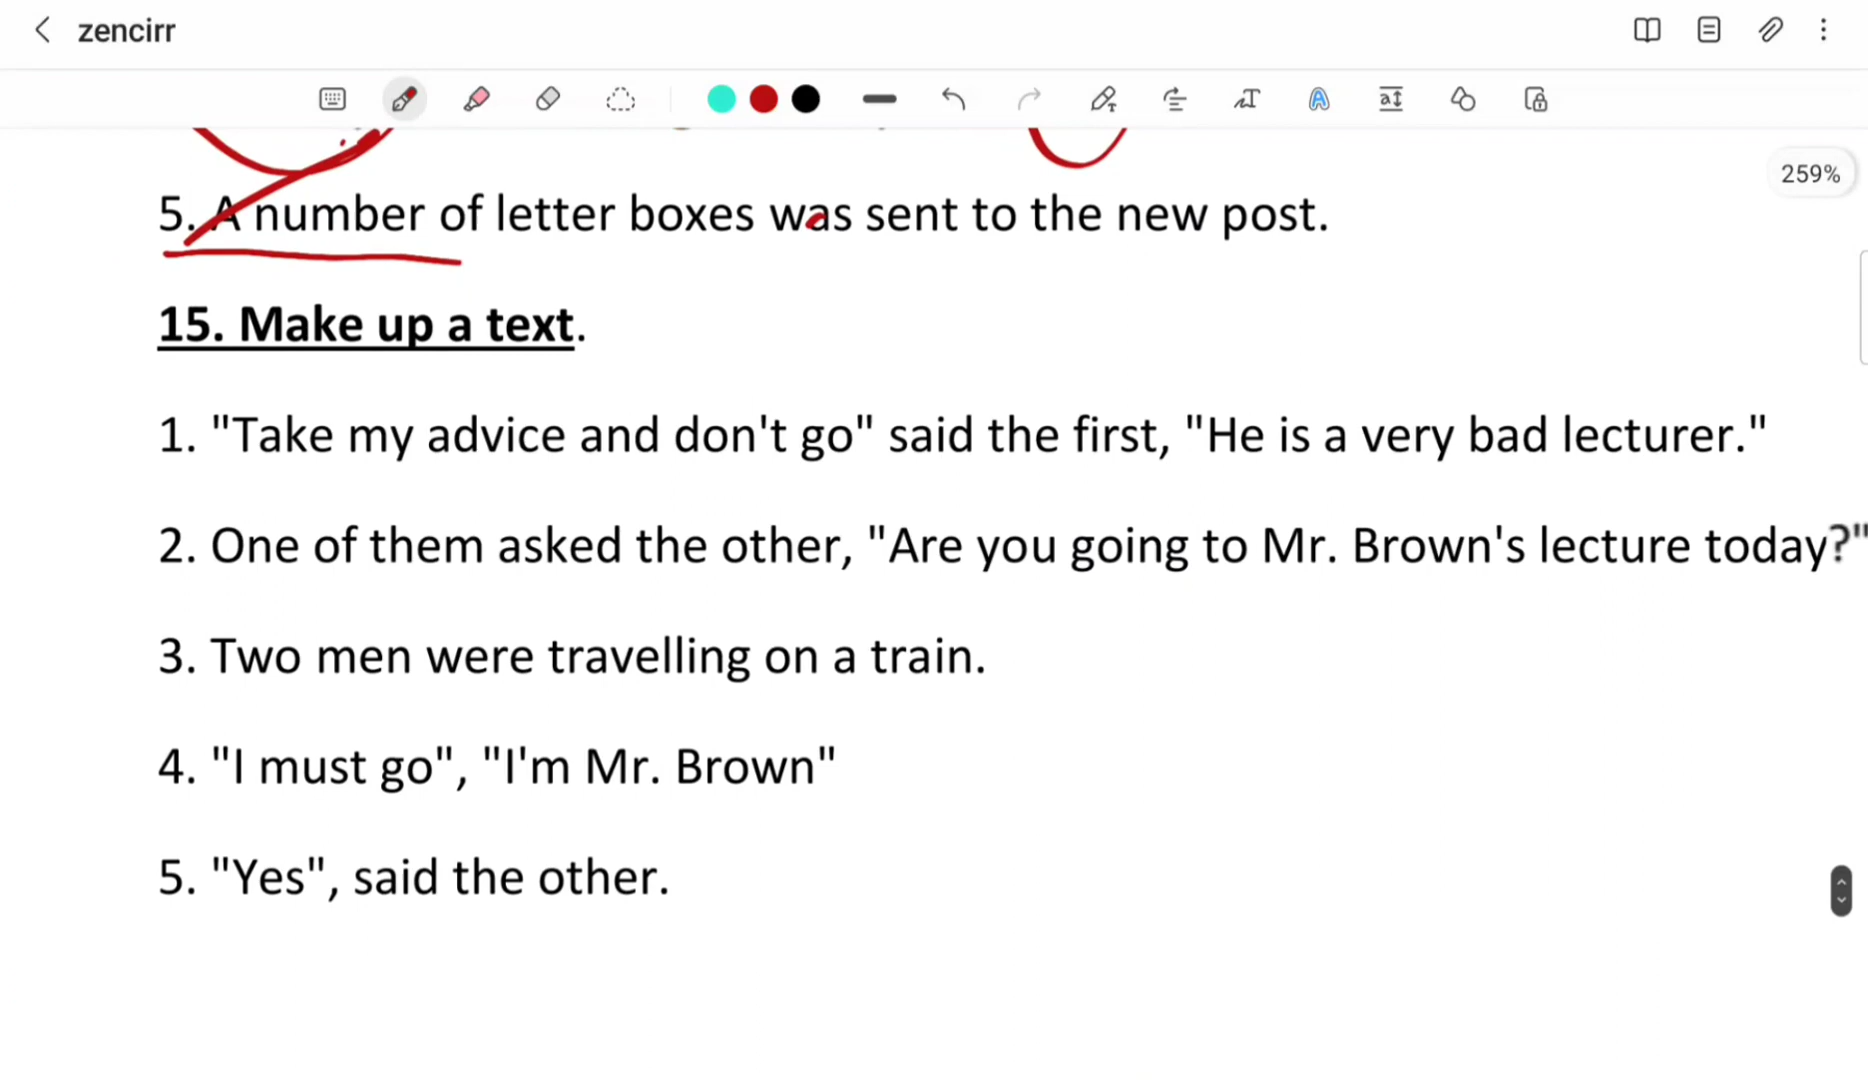 zencirr
259%
5. A number of letter boxes was sent to the new post.
15. Make up a text.
1. "Take my advice and don't go" said the first, "He is a very bad lecturer."
2. One of them asked the other, "Are you going to Mr. Brown's lecture today?"
3. Two men were travelling on a train.
4. "I must go", "I'm Mr. Brown"
5. "Yes", said the other.